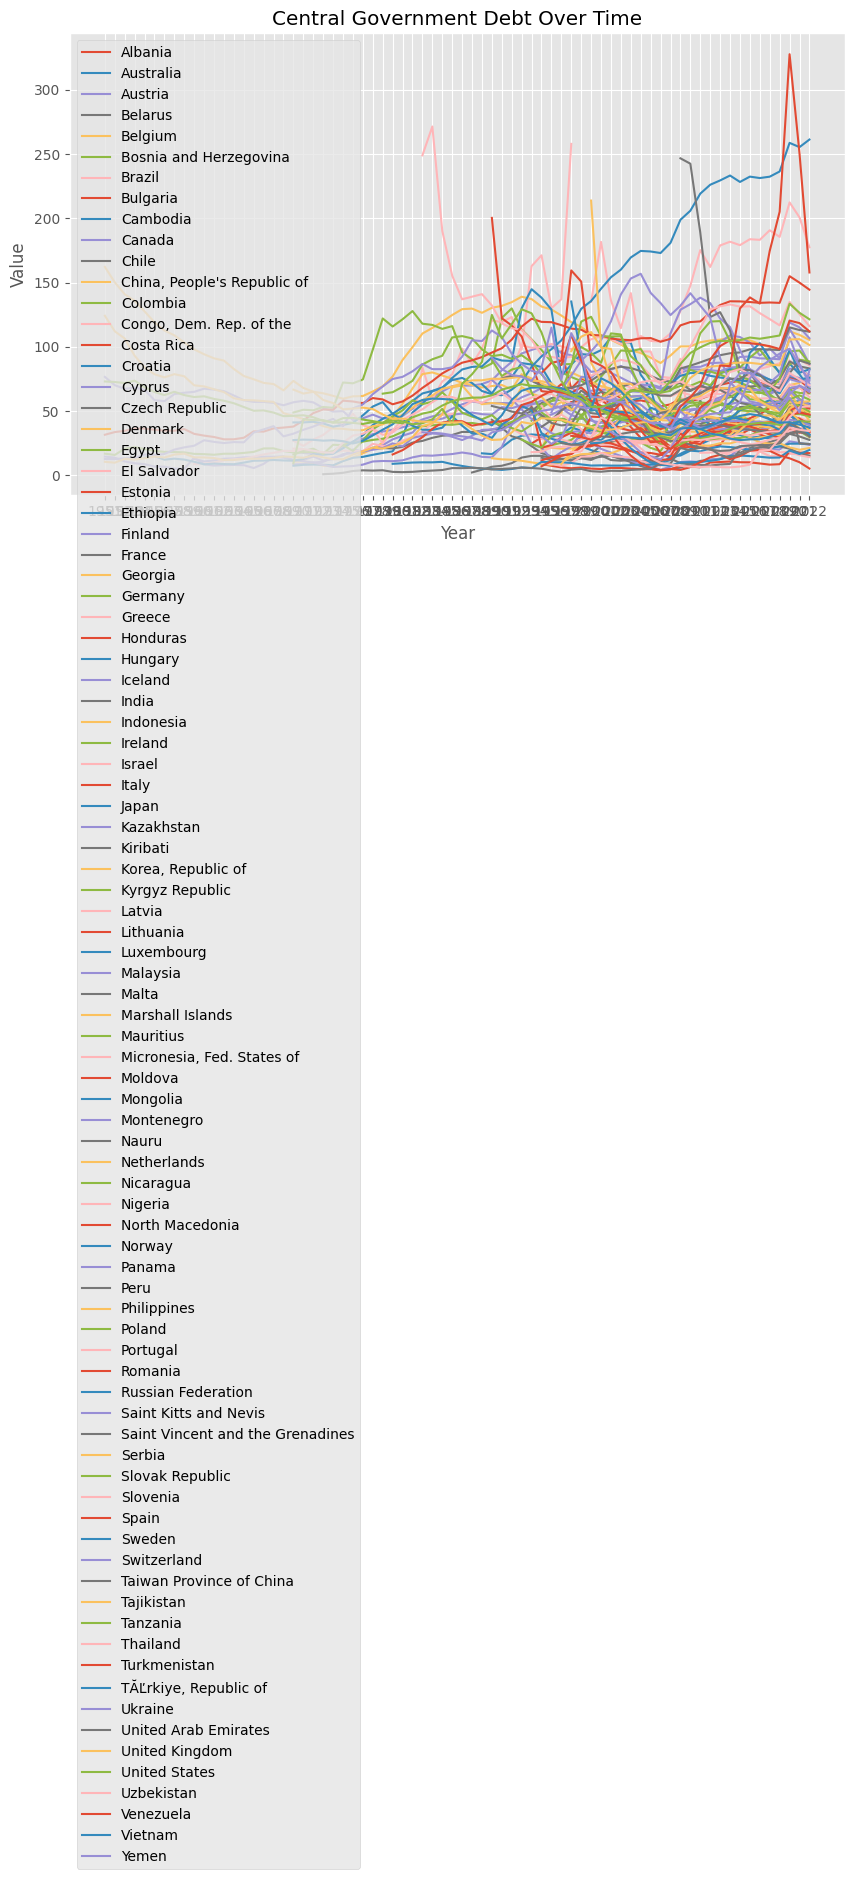 Central Government Debt Over Time
Albania
Australia
Austria
Belarus
Belgium
Bosnia and Herzegovina
Brazil
Bulgaria
Cambodia
Canada
Chile
China, People's Republic of
Colombia
Congo, Dem. Rep. of the
Costa Rica
Croatia
Cyprus
Czech Republic
Denmark
Egypt
El Salvador
Estonia
Ethiopia
Finland
France
Georgia
Germany
Greece
Honduras
Hungary
Iceland
India
Indonesia
Ireland
Israel
Italy
Japan
Kazakhstan
Kiribati
Korea, Republic of
Kyrgyz Republic
Latvia
Lithuania
Luxembourg
Malaysia
Malta
Marshall Islands
Mauritius
Micronesia, Fed. States of
Moldova
Mongolia
Montenegro
Nauru
Netherlands
Nicaragua
Nigeria
North Macedonia
Norway
Panama
Peru
Philippines
Poland
Portugal
Romania
Russian Federation
Saint Kitts and Nevis
Saint Vincent and the Grenadines
Serbia
Slovak Republic
Slovenia
Spain
Sweden
Switzerland
Taiwan Province of China
Tajikistan
Tanzania
Thailand
Turkmenistan
TĂĽrkiye, Republic of
Ukraine
United Arab Emirates
United Kingdom
United States
Uzbekistan
Venezuela
Vietnam
Yemen
300
250
200
150
100
50
0
Value
Year